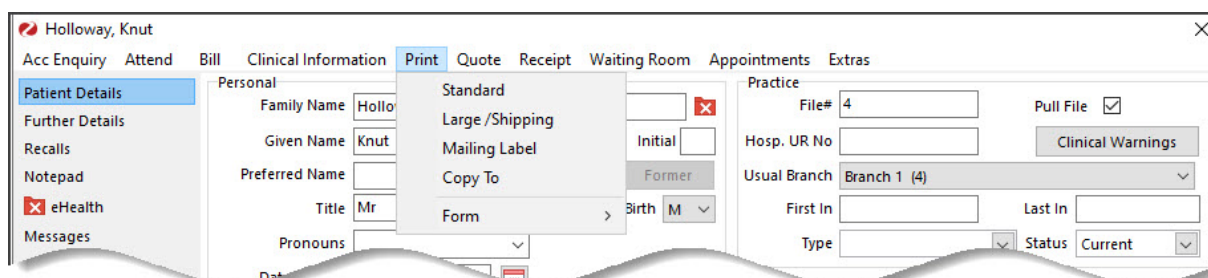 Holloway, Knut
Acc Enquiry Attend Bill Clinical Information Print Quote Receipt Waiting Room Appointments Extras
Patient Details
Further Details
Recalls
Notepad
eHealth
Messages
Personal
Family Name Hollo
Given Name Knut Initial
Preferred Name Former
Title Mr Birth M
Pronouns
Standard
Large /Shipping
Mailing Label
Copy To
Form
Practice
File# 4 Pull File
Hosp. UR No Clinical Warnings
Usual Branch Branch 1 (4)
First In Last In
Type Status Current